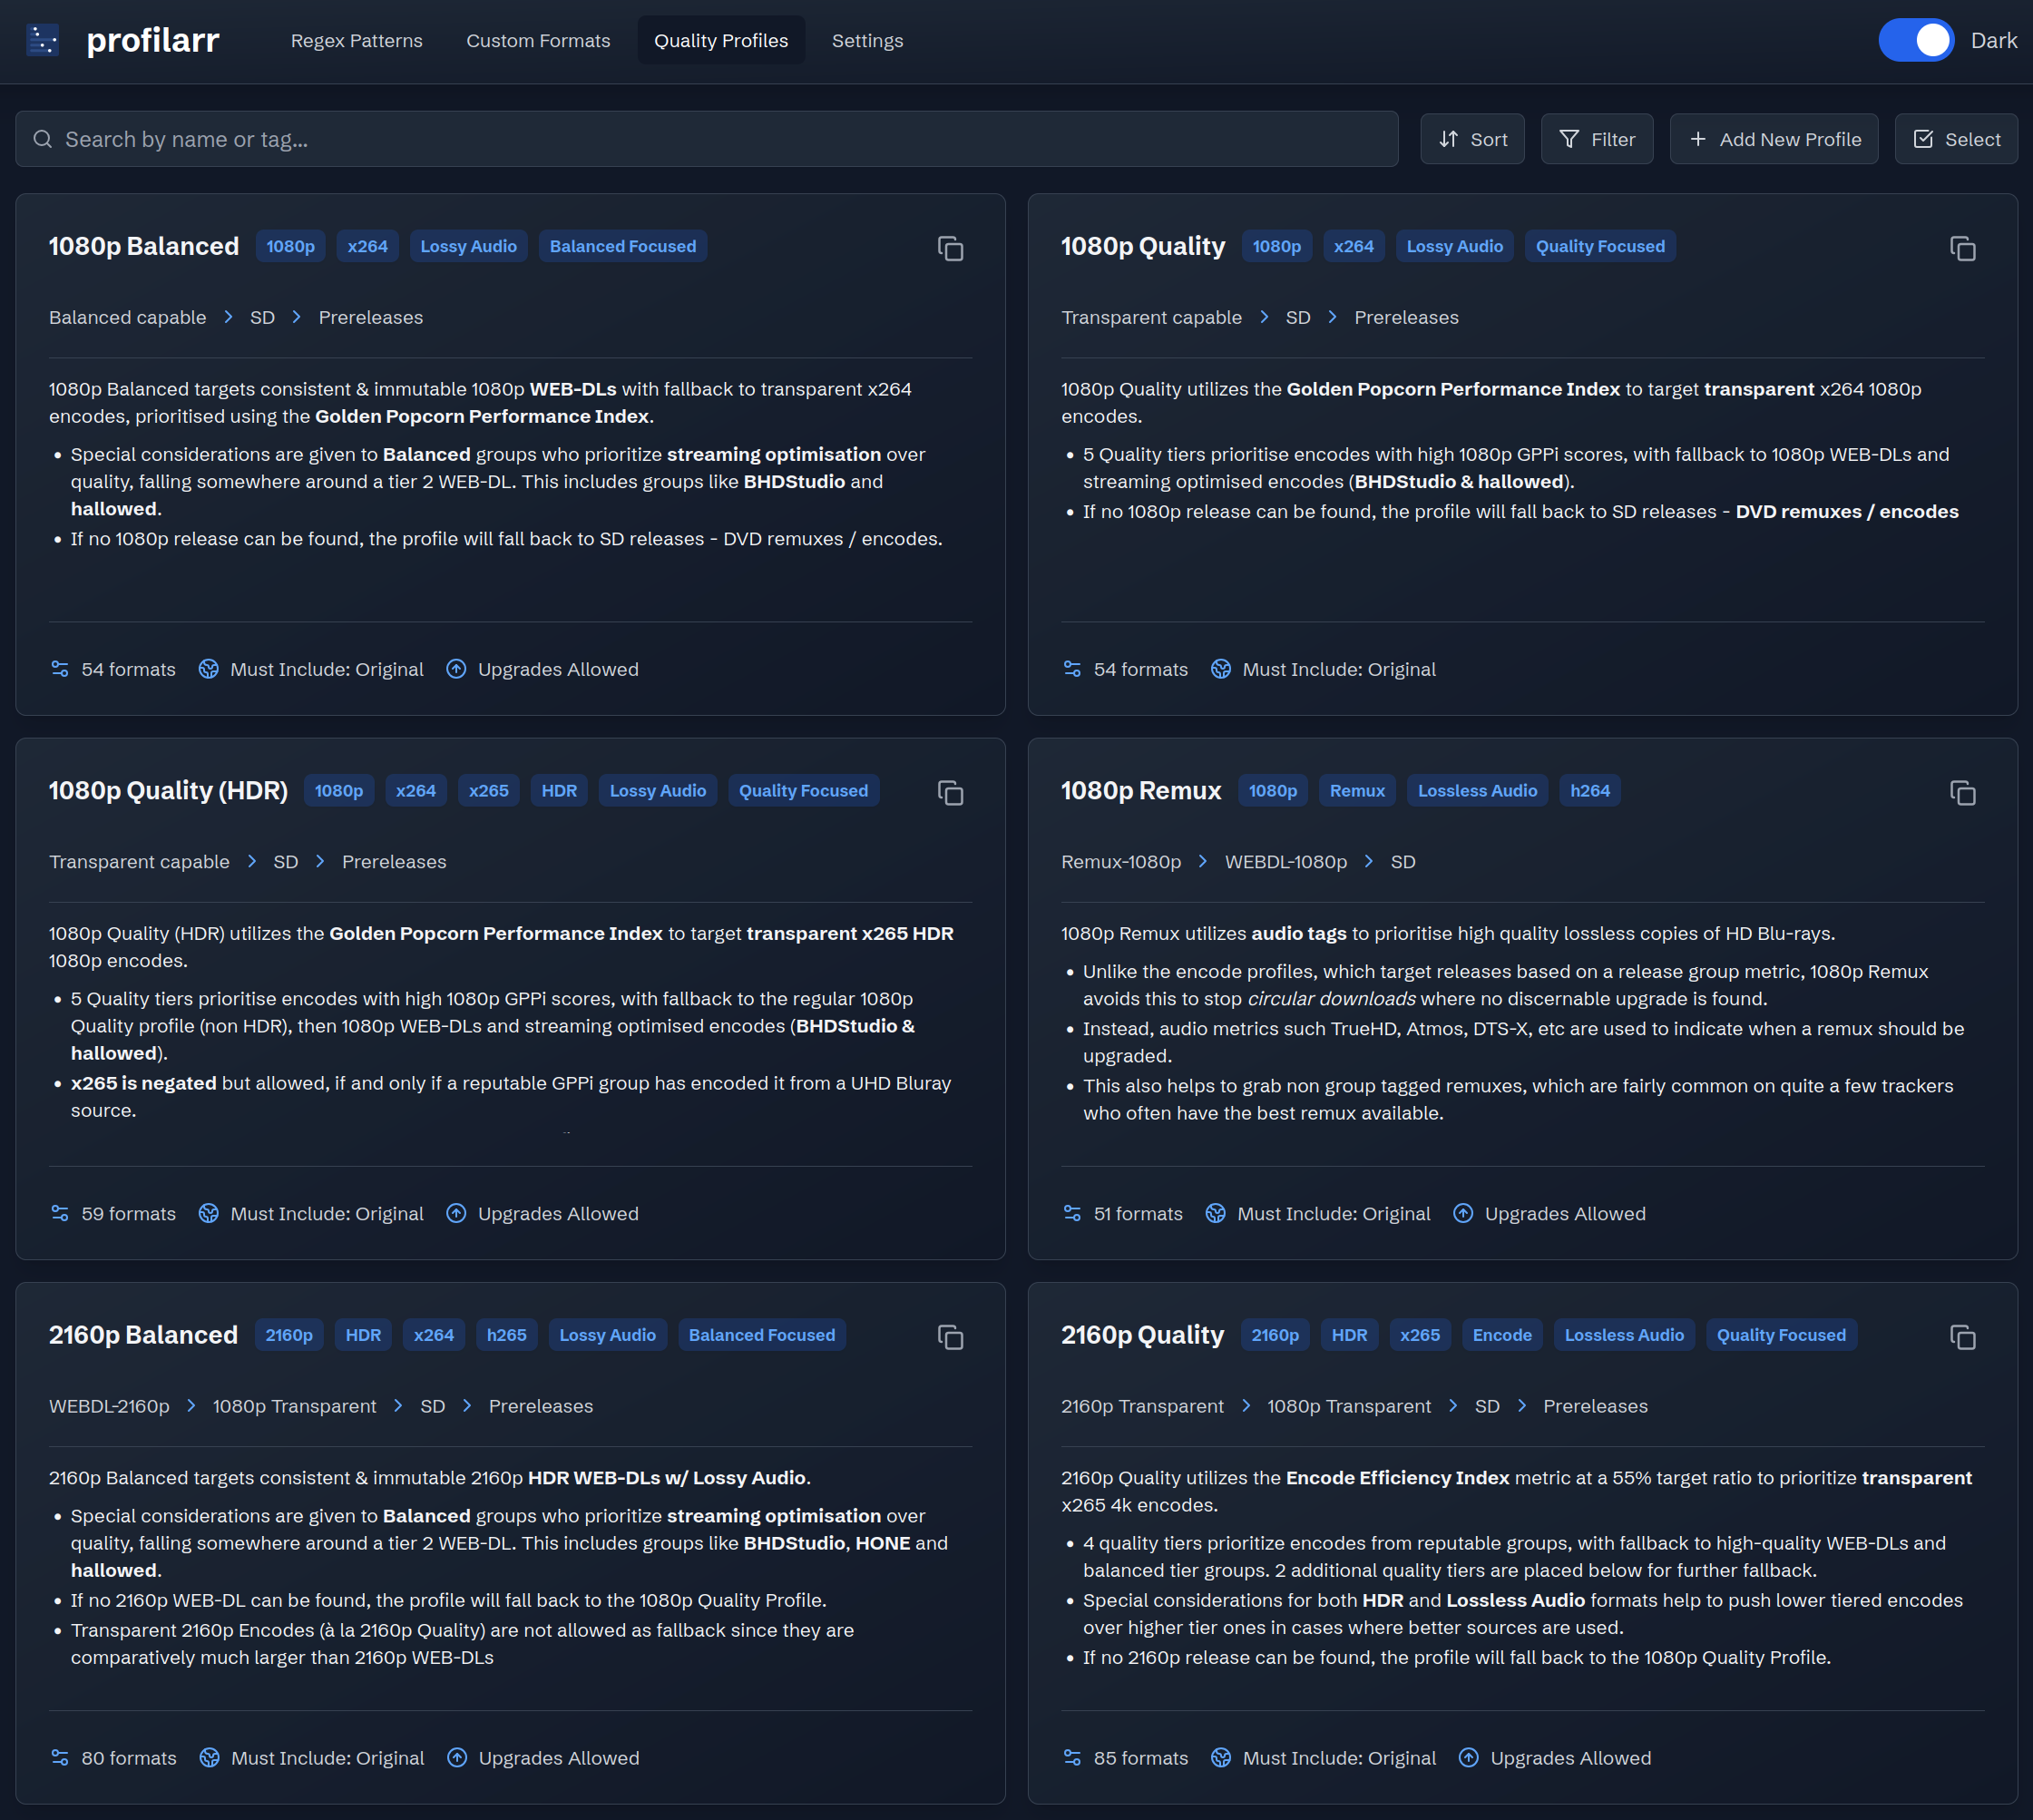 profilarr
Regex Patterns
Custom Formats
Quality Profiles
Settings
Dark
Search by name or tag...
Sort
Filter
Add New Profile
Select
1080p Balanced 1080p x264 Lossy Audio Balanced Focused
Balanced capable > SD > Prereleases
1080p Balanced targets consistent & immutable 1080p WEB-DLs with fallback to transparent x264
encodes, prioritised using the Golden Popcorn Performance Index.
• Special considerations are given to Balanced groups who prioritize streaming optimisation over
quality, falling somewhere around a tier 2 WEB-DL. This includes groups like BHDStudio and
hallowed.
• If no 1080p release can be found, the profile will fall back to SD releases - DVD remuxes / encodes.
54 formats Must Include: Original Upgrades Allowed
1080p Quality 1080p x264 Lossy Audio Quality Focused
Transparent capable > SD > Prereleases
1080p Quality utilizes the Golden Popcorn Performance Index to target transparent x264 1080p
encodes.
• 5 Quality tiers prioritise encodes with high 1080p GPPi scores, with fallback to 1080p WEB-DLs and
streaming optimised encodes (BHDStudio & hallowed).
• If no 1080p release can be found, the profile will fall back to SD releases - DVD remuxes / encodes
54 formats Must Include: Original
1080p Quality (HDR) 1080p x264 x265 HDR Lossy Audio Quality Focused
Transparent capable > SD > Prereleases
1080p Quality (HDR) utilizes the Golden Popcorn Performance Index to target transparent x265 HDR
1080p encodes.
• 5 Quality tiers prioritise encodes with high 1080p GPPi scores, with fallback to the regular 1080p
Quality profile (non HDR), then 1080p WEB-DLs and streaming optimised encodes (BHDStudio &
hallowed).
• x265 is negated but allowed, if and only if a reputable GPPi group has encoded it from a UHD Bluray
source.
59 formats Must Include: Original Upgrades Allowed
1080p Remux 1080p Remux Lossless Audio h264
Remux-1080p > WEBDL-1080p > SD
1080p Remux utilizes audio tags to prioritise high quality lossless copies of HD Blu-rays.
• Unlike the encode profiles, which target releases based on a release group metric, 1080p Remux
avoids this to stop circular downloads where no discernable upgrade is found.
• Instead, audio metrics such TrueHD, Atmos, DTS-X, etc are used to indicate when a remux should be
upgraded.
• This also helps to grab non group tagged remuxes, which are fairly common on quite a few trackers
who often have the best remux available.
51 formats Must Include: Original Upgrades Allowed
2160p Balanced 2160p HDR x264 h265 Lossy Audio Balanced Focused
WEBDL-2160p > 1080p Transparent > SD > Prereleases
2160p Balanced targets consistent & immutable 2160p HDR WEB-DLs w/ Lossy Audio.
• Special considerations are given to Balanced groups who prioritize streaming optimisation over
quality, falling somewhere around a tier 2 WEB-DL. This includes groups like BHDStudio, HONE and
hallowed.
• If no 2160p WEB-DL can be found, the profile will fall back to the 1080p Quality Profile.
• Transparent 2160p Encodes (à la 2160p Quality) are not allowed as fallback since they are
comparatively much larger than 2160p WEB-DLs
80 formats Must Include: Original Upgrades Allowed
2160p Quality 2160p HDR x265 Encode Lossless Audio Quality Focused
2160p Transparent > 1080p Transparent > SD > Prereleases
2160p Quality utilizes the Encode Efficiency Index metric at a 55% target ratio to prioritize transparent
x265 4k encodes.
• 4 quality tiers prioritize encodes from reputable groups, with fallback to high-quality WEB-DLs and
balanced tier groups. 2 additional quality tiers are placed below for further fallback.
• Special considerations for both HDR and Lossless Audio formats help to push lower tiered encodes
over higher tier ones in cases where better sources are used.
• If no 2160p release can be found, the profile will fall back to the 1080p Quality Profile.
85 formats Must Include: Original Upgrades Allowed